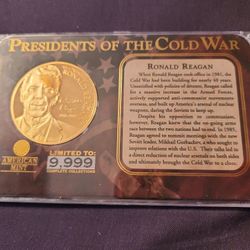 PRESIDENTS OF THE COLD WAR
RONALD REAGAN
When Ronald Reagan took office in 1981, the
Cold War had been building for nearly 40 years.
Unsatisfied with policies of détente, Reagan called
for a massive increase in the Armed Forces,
actively supported anti-communist movements
overseas, and built up America's arsenal of nuclear
weapons, daring the Soviets to keep up.
Despite his opposition to communism,
however, Reagan knew that the on-going arms
race between the two nations had to end. In 1985,
Reagan agreed to summit meetings with the new
Soviet leader, Mikhail Gorbachev, who sought to
improve relations with the U.S. Their talks led to
a direct reduction of nuclear arsenals on both sides
and ultimately brought the Cold War to a close.
AMERICAN
MINT
LIMITED TO:
9,999
COMPLETE COLLECTIONS